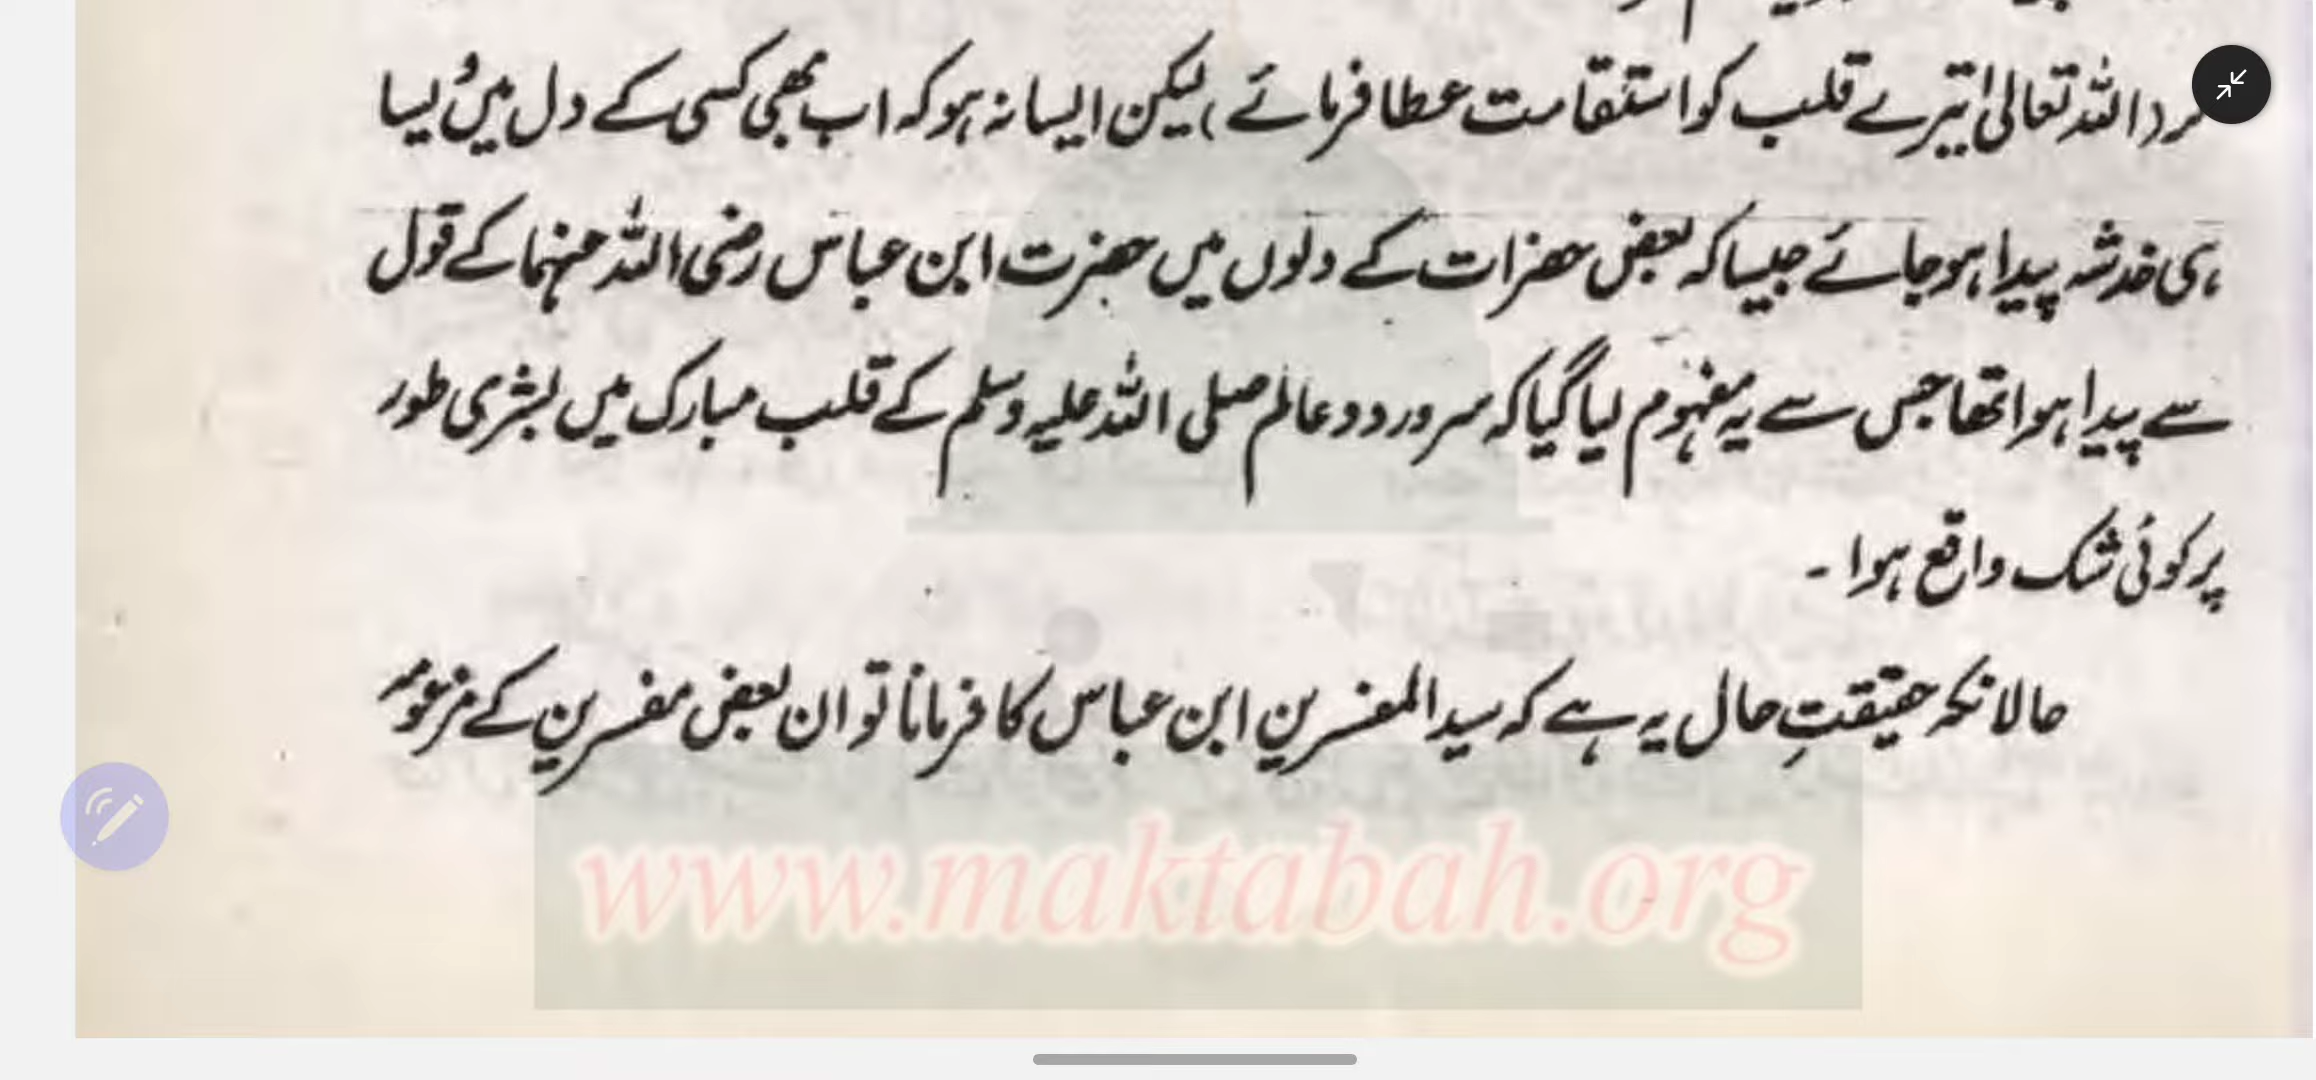 (اللہ تعالیٰ تیرے قلب کو استقامت عطا فرمائے) لیکن ایسا نہ ہو کہ اب بھی کسی کے دل میں وُیسا
ہی خدشہ پیدا ہو جائے جیسا کہ بعض حضرات کے دلوں میں حضرت ابن عباس رضی اللہ عنہما کے قول
سے پیدا ہوا تھا جس سے یہ مفہوم لیا گیا کہ سرور دو عالم صلی اللہ علیہ وسلم کے قلب مبارک میں بشری طور
پر کوئی شک واقع ہوا ۔
حالانکہ حقیقتِ حال یہ ہے کہ سید المفسرین ابن عباس کا فرمانا تو ان بعض مفسرین کے مزعومہ
www.maktabah.org